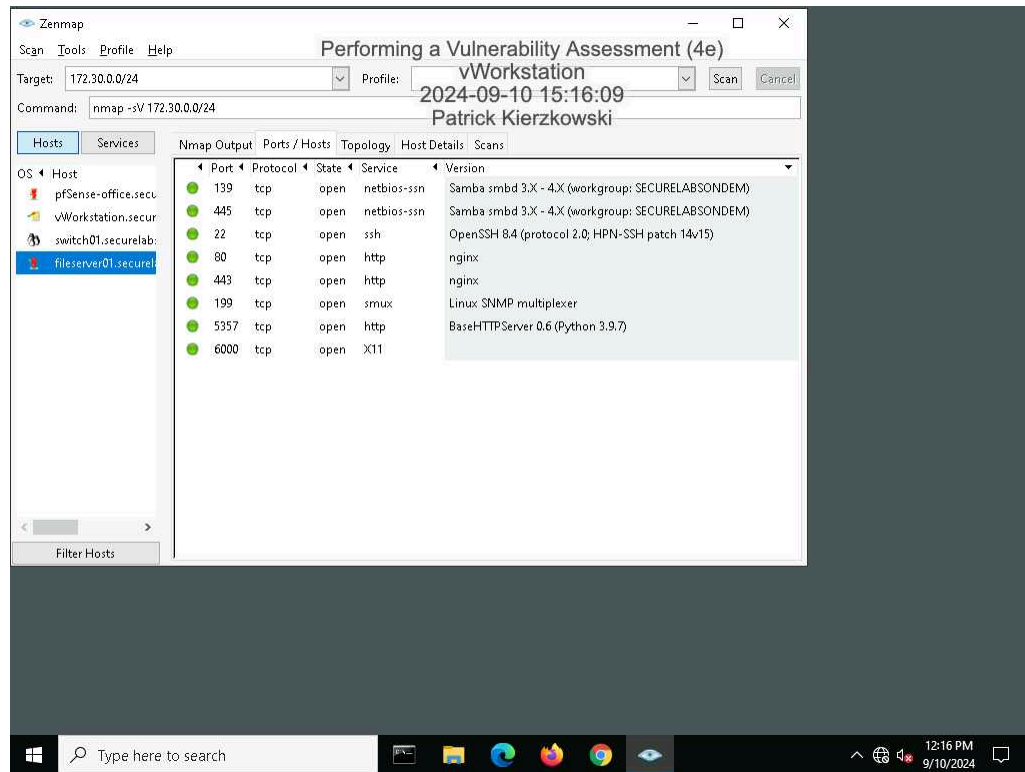 Zenmap
Scan Tools Profile Help
Performing a Vulnerability Assessment (4e)
vWorkstation
2024-09-10 15:16:09
Patrick Kierzkowski
Target: 172.30.0.0/24 Profile: Scan Cancel
Command: nmap -sV 172.30.0.0/24
Hosts Services
Nmap Output Ports / Hosts Topology Host Details Scans
OS Host
pfSense-office.secu
vWorkstation.secur
switch01.securelab
fileserver01.securel
Port Protocol State Service Version
139 tcp open netbios-ssn Samba smbd 3.X - 4.X (workgroup: SECURELABSONDEM)
445 tcp open netbios-ssn Samba smbd 3.X - 4.X (workgroup: SECURELABSONDEM)
22 tcp open ssh OpenSSH 8.4 (protocol 2.0; HPN-SSH patch 14v15)
80 tcp open http nginx
443 tcp open http nginx
199 tcp open smux Linux SNMP multiplexer
5357 tcp open http BaseHTTPServer 0.6 (Python 3.9.7)
6000 tcp open X11
Filter Hosts
Type here to search
12:16 PM
9/10/2024